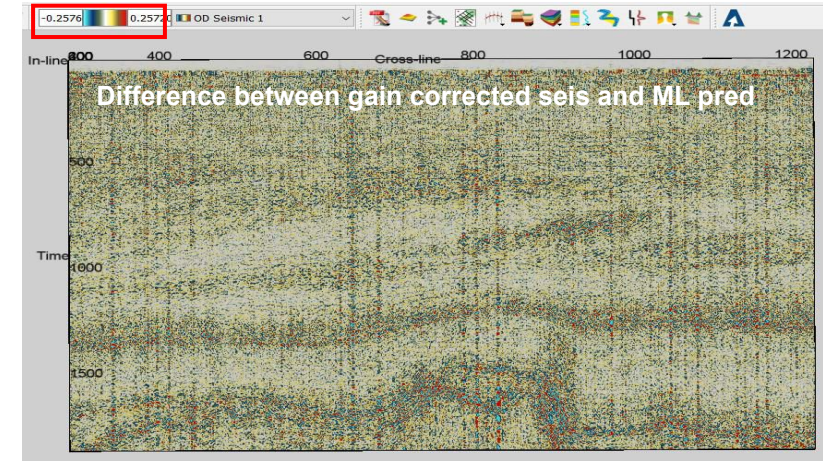 -0.2576 0.25720 OD Seismic 1
In-line 400 600 Cross-line 800 1000 1200
Difference between gain corrected seis and ML pred
500
Time
1000
1500